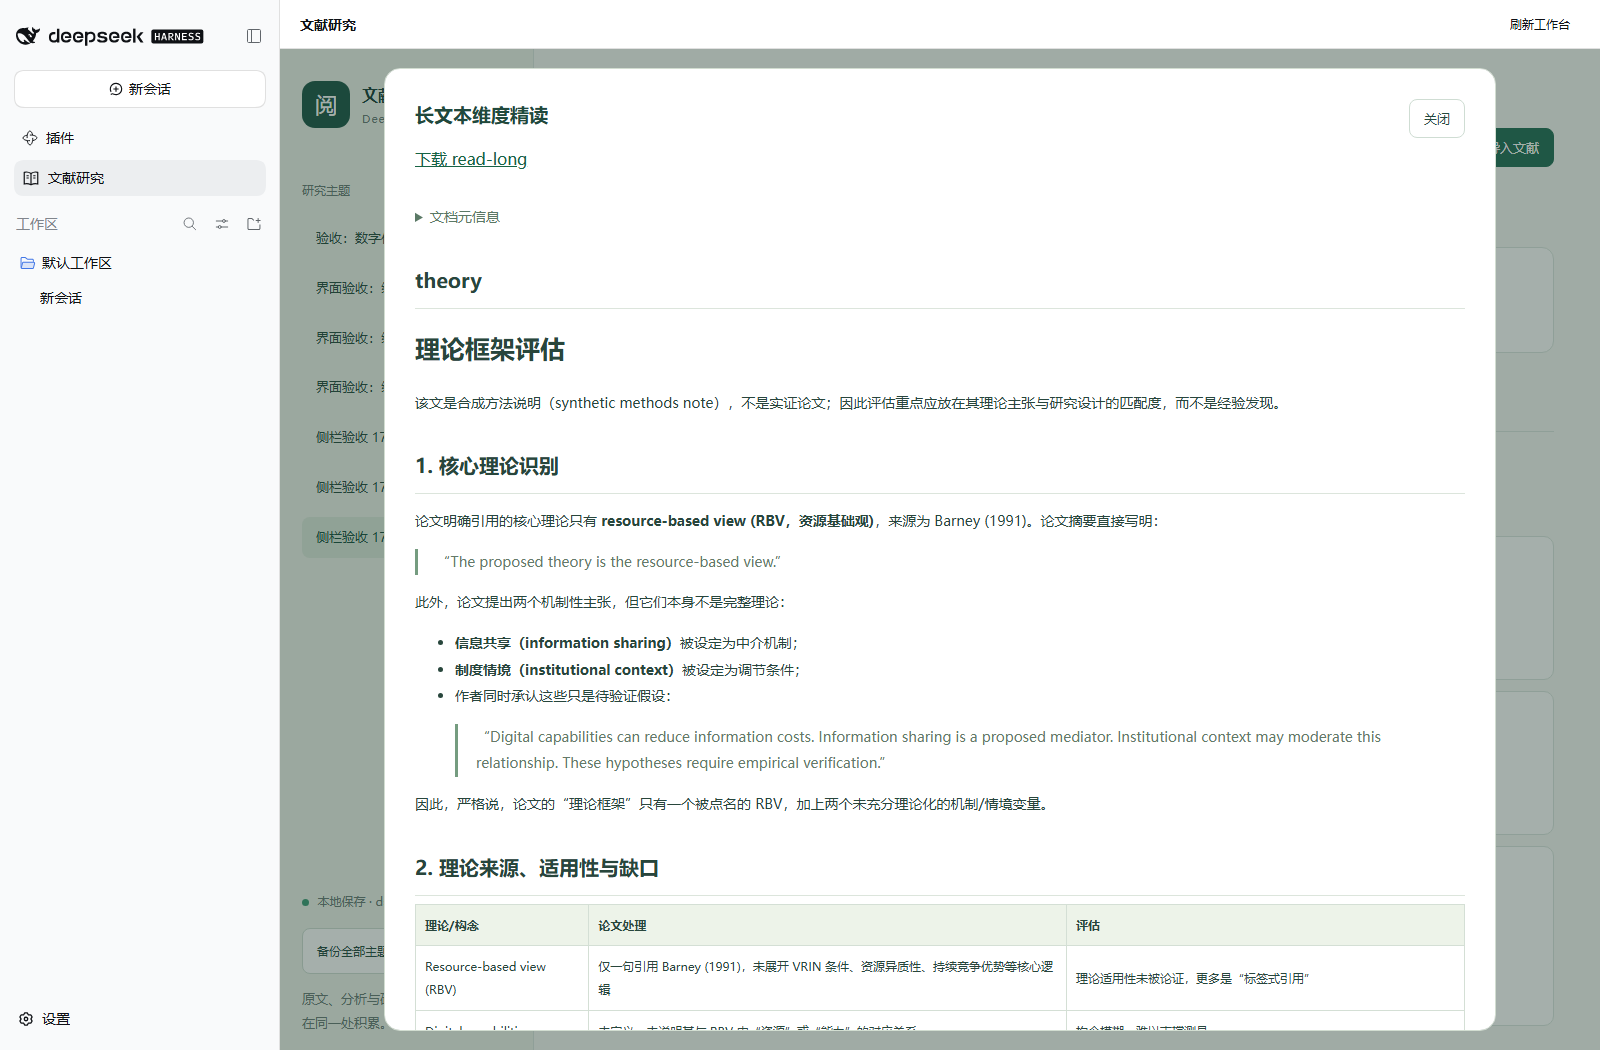 deepseek HARNESS
新会话
插件
文献研究
工作区
默认工作区
新会话
设置
文献研究
刷新工作台
阅
研究主题
验收：数字
界面验收：
界面验收：
界面验收：
侧栏验收 17
侧栏验收 17
侧栏验收 17
本地保存 · d
备份全部主题
原文、分析与
在同一处积累。
入文献
长文本维度精读
关闭
下载 read-long
文档元信息
theory
理论框架评估
该文是合成方法说明（synthetic methods note），不是实证论文；因此评估重点应放在其理论主张与研究设计的匹配度，而不是经验发现。
1. 核心理论识别
论文明确引用的核心理论只有 resource-based view (RBV，资源基础观)，来源为 Barney (1991)。论文摘要直接写明：
“The proposed theory is the resource-based view.”
此外，论文提出两个机制性主张，但它们本身不是完整理论：
• 信息共享（information sharing）被设定为中介机制；
• 制度情境（institutional context）被设定为调节条件；
• 作者同时承认这些只是待验证假设：
“Digital capabilities can reduce information costs. Information sharing is a proposed mediator. Institutional context may moderate this
relationship. These hypotheses require empirical verification.”
因此，严格说，论文的“理论框架”只有一个被点名的 RBV，加上两个未充分理论化的机制/情境变量。
2. 理论来源、适用性与缺口
理论/构念 论文处理 评估
Resource-based view
(RBV)
仅一句引用 Barney (1991)，未展开 VRIN 条件、资源异质性、持续竞争优势等核心逻
辑
理论适用性未被论证，更多是“标签式引用”